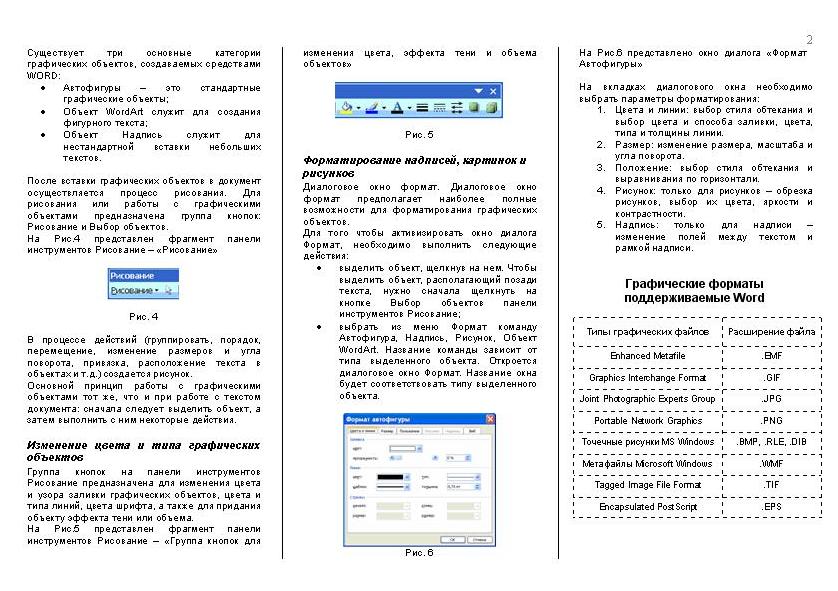 2
Существует три основные категории
графических объектов, создаваемых средствами
WORD:
• Автофигуры – это стандартные
графические объекты;
• Объект WordArt служит для создания
фигурного текста;
• Объект Надпись служит для
нестандартной вставки небольших
текстов.
После вставки графических объектов в документ
осуществляется процесс рисования. Для
рисования или работы с графическими
объектами предназначена группа кнопок:
Рисование и Выбор объектов.
На Рис.4 представлен фрагмент панели
инструментов Рисование – «Рисование»
Рисование
Рисование
Рис. 4
В процессе действий (группировать, порядок,
перемещение, изменение размеров и угла
поворота, привязка, расположение текста в
объектах и т.д.) создается рисунок.
Основной принцип работы с графическими
объектами тот же, что и при работе с текстом
документа: сначала следует выделить объект, а
затем выполнить с ним некоторые действия.
Изменение цвета и типа графических
объектов
Группа кнопок на панели инструментов
Рисование предназначена для изменения цвета
и узора заливки графических объектов, цвета и
типа линий, цвета шрифта, а также для придания
объекту эффекта тени или объема.
На Рис.5 представлен фрагмент панели
инструментов Рисование – «Группа кнопок для
изменения цвета, эффекта тени и объема
объектов»
Рис. 5
Форматирование надписей, картинок и
рисунков
Диалоговое окно формат. Диалоговое окно
формат предполагает наиболее полные
возможности для форматирования графических
объектов.
Для того чтобы активизировать окно диалога
Формат, необходимо выполнить следующие
действия:
• выделить объект, щелкнув на нем. Чтобы
выделить объект, располагающий позади
текста, нужно сначала щелкнуть на
кнопке Выбор объектов панели
инструментов Рисование;
• выбрать из меню Формат команду
Автофигура, Надпись, Рисунок, Объект
WordArt. Название команды зависит от
типа выделенного объекта. Откроется
диалоговое окно Формат. Название окна
будет соответствовать типу выделенного
объекта.
Формат автофигуры
Рис. 6
На Рис.6 представлено окно диалога «Формат
Автофигуры»
На вкладках диалогового окна необходимо
выбрать параметры форматирования:
1. Цвета и линии: выбор стиля обтекания и
выбор цвета и способа заливки, цвета,
типа и толщины линии.
2. Размер: изменение размера, масштаба и
угла поворота.
3. Положение: выбор стиля обтекания и
выравнивания по горизонтали.
4. Рисунок: только для рисунков – обрезка
рисунков, выбор их цвета, яркости и
контрастности.
5. Надпись: только для надписи –
изменение полей между текстом и
рамкой надписи.
Графические форматы
поддерживаемые Word
Типы графических файлов Расширение файла
Enhanced Metafile .EMF
Graphics Interchange Format .GIF
Joint Photographic Experts Group .JPG
Portable Network Graphics .PNG
Точечные рисунки MS Windows .BMP, .RLE, .DIB
Метафайлы Microsoft Windows .WMF
Tagged Image File Format .TIF
Encapsulated PostScript .EPS